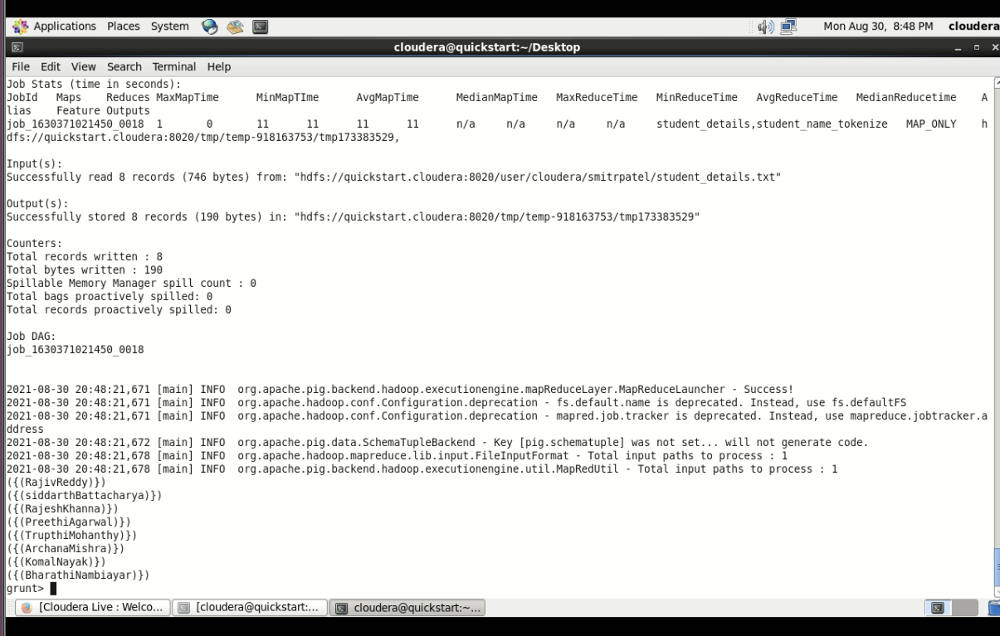 Applications Places System Mon Aug 30, 8:48 PM cloudera
cloudera@quickstart:~/Desktop
File Edit View Search Terminal Help
Job Stats (time in seconds):
JobId Maps Reduces MaxMapTime MinMapTIme AvgMapTime MedianMapTime MaxReduceTime MinReduceTime AvgReduceTime MedianReducetime A
lias Feature Outputs
job_1630371021450_0018 1 0 11 11 11 11 n/a n/a n/a n/a student_details,student_name_tokenize MAP_ONLY h
dfs://quickstart.cloudera:8020/tmp/temp-918163753/tmp173383529,
Input(s):
Successfully read 8 records (746 bytes) from: "hdfs://quickstart.cloudera:8020/user/cloudera/smitrpatel/student_details.txt"
Output(s):
Successfully stored 8 records (190 bytes) in: "hdfs://quickstart.cloudera:8020/tmp/temp-918163753/tmp173383529"
Counters:
Total records written : 8
Total bytes written : 190
Spillable Memory Manager spill count : 0
Total bags proactively spilled: 0
Total records proactively spilled: 0
Job DAG:
job_1630371021450_0018
2021-08-30 20:48:21,671 [main] INFO org.apache.pig.backend.hadoop.executionengine.mapReduceLayer.MapReduceLauncher - Success!
2021-08-30 20:48:21,671 [main] INFO org.apache.hadoop.conf.Configuration.deprecation - fs.default.name is deprecated. Instead, use fs.defaultFS
2021-08-30 20:48:21,671 [main] INFO org.apache.hadoop.conf.Configuration.deprecation - mapred.job.tracker is deprecated. Instead, use mapreduce.jobtracker.a
ddress
2021-08-30 20:48:21,672 [main] INFO org.apache.pig.data.SchemaTupleBackend - Key [pig.schematuple] was not set... will not generate code.
2021-08-30 20:48:21,678 [main] INFO org.apache.hadoop.mapreduce.lib.input.FileInputFormat - Total input paths to process : 1
2021-08-30 20:48:21,678 [main] INFO org.apache.pig.backend.hadoop.executionengine.util.MapRedUtil - Total input paths to process : 1
({(RajivReddy)})
({(siddarthBattacharya)})
({(RajeshKhanna)})
({(PreethiAgarwal)})
({(TrupthiMohanthy)})
({(ArchanaMishra)})
({(KomalNayak)})
({(BharathiNambiayar)})
grunt>
[Cloudera Live : Welco... [cloudera@quickstart:... cloudera@quickstart:~...